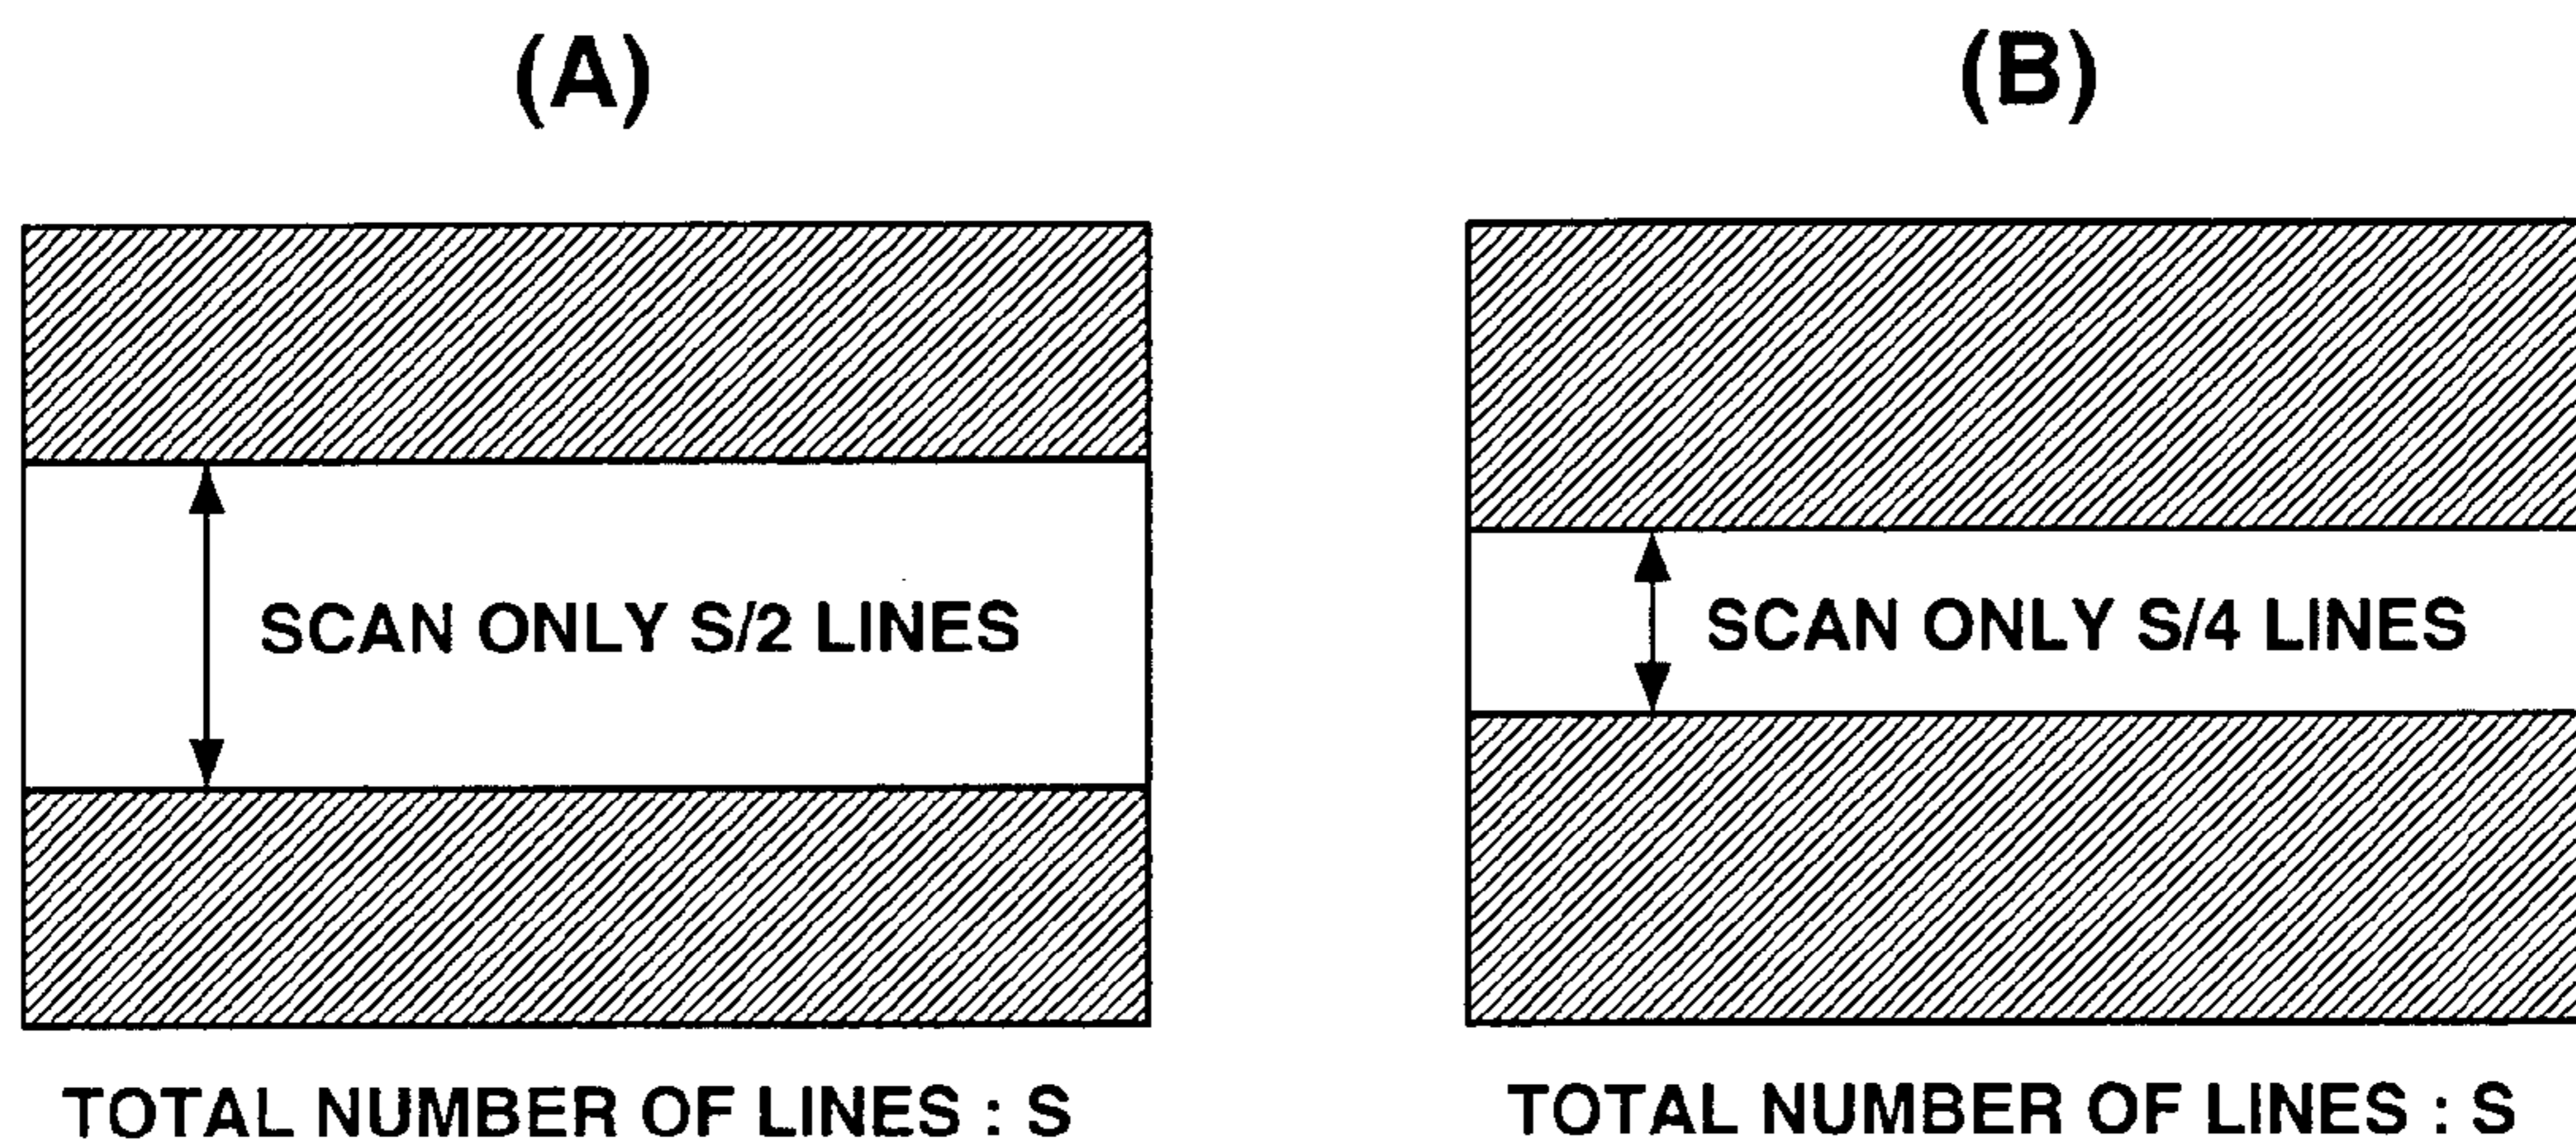 (A)
SCAN ONLY S/2 LINES
TOTAL NUMBER OF LINES : S
(B)
SCAN ONLY S/4 LINES
TOTAL NUMBER OF LINES : S